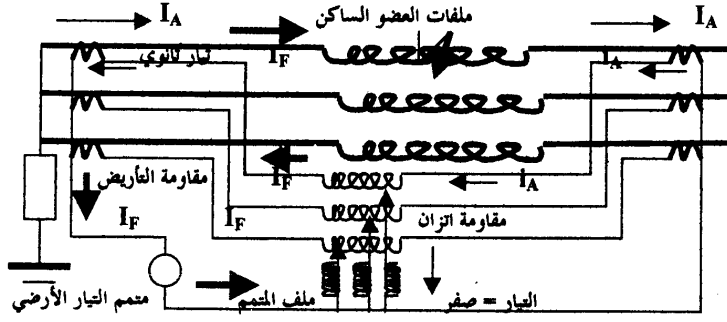 I_A I_A
ملفات العضو الساكن
I_F تيار ثانوي I_A
مقاومة التأريض I_F I_A
I_F I_F مقاومة اتزان
متمم التيار الأرضي ملف المتمم التيار = صفر